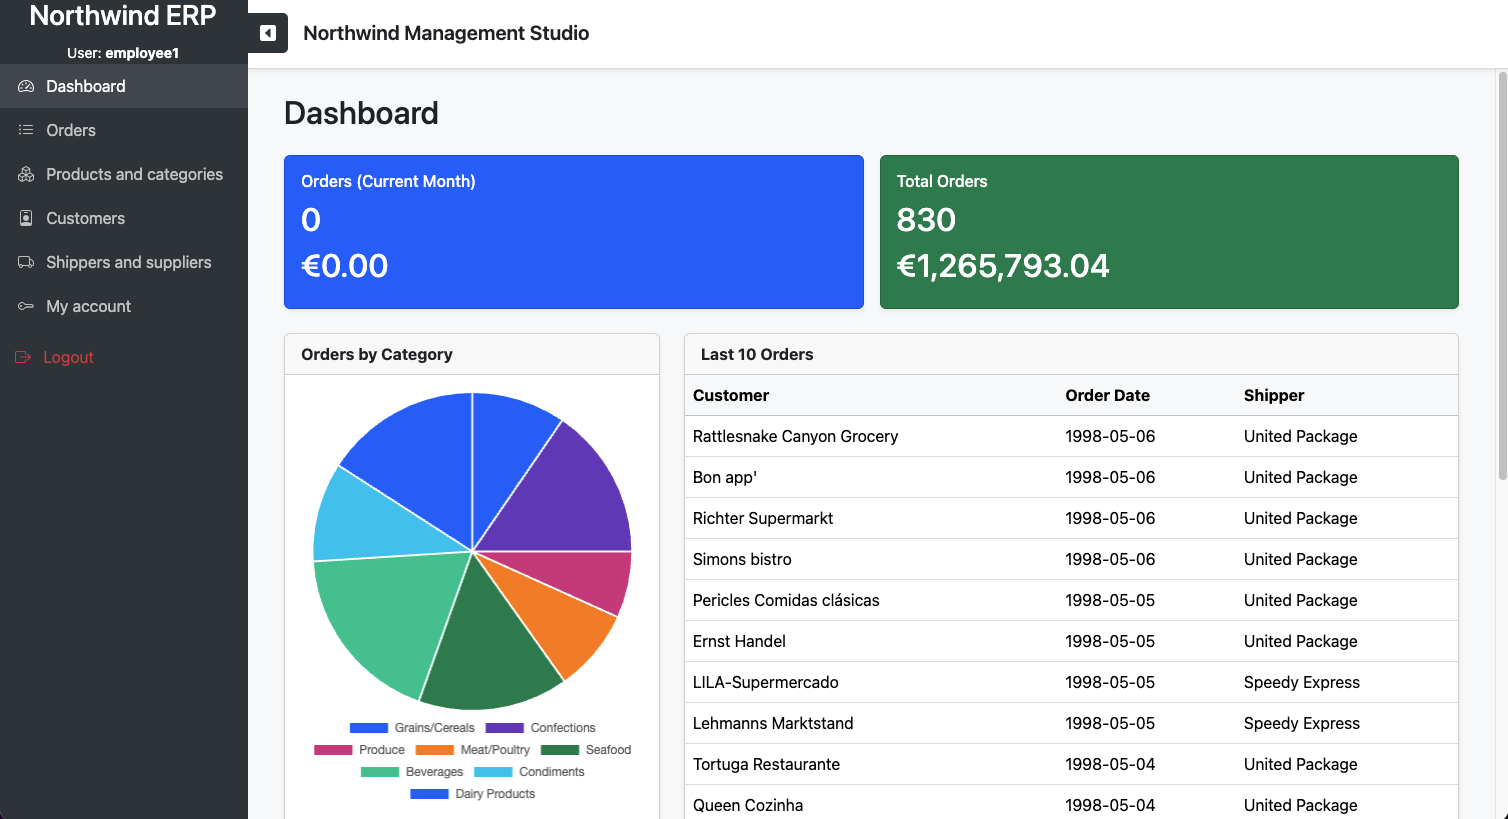 Northwind ERP
User: employee1
Dashboard
Orders
Products and categories
Customers
Shippers and suppliers
My account
Logout
Northwind Management Studio
Dashboard
Orders (Current Month)
0
€0.00
Total Orders
830
€1,265,793.04
Orders by Category
Grains/Cereals Confections
Produce Meat/Poultry Seafood
Beverages Condiments
Dairy Products
Last 10 Orders
Customer Order Date Shipper
Rattlesnake Canyon Grocery 1998-05-06 United Package
Bon app' 1998-05-06 United Package
Richter Supermarkt 1998-05-06 United Package
Simons bistro 1998-05-06 United Package
Pericles Comidas clásicas 1998-05-05 United Package
Ernst Handel 1998-05-05 United Package
LILA-Supermercado 1998-05-05 Speedy Express
Lehmanns Marktstand 1998-05-05 Speedy Express
Tortuga Restaurante 1998-05-04 United Package
Queen Cozinha 1998-05-04 United Package